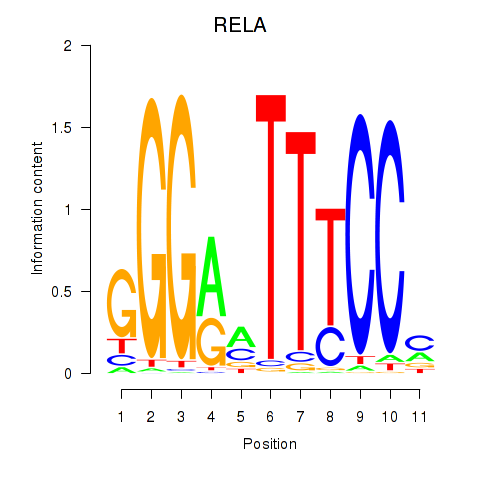 RELA
2
1.5
1
0.5
0
Information content
G T C A
G T A
G T C
A G T C
A C G T
T C G
T C G A
T C G
C T A G
C A T G
C A G T
1 2 3 4 5 6 7 8 9 10 11
Position